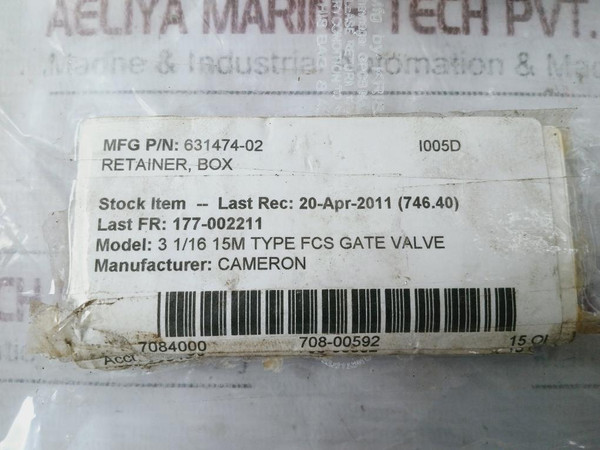 AELIYA MARINE TECH PVT.
Marine & Industrial Automation &
MFG P/N: 631474-02 I005D
RETAINER, BOX
Stock Item -- Last Rec: 20-Apr-2011 (746.40)
Last FR: 177-002211
Model: 3 1/16 15M TYPE FCS GATE VALVE
Manufacturer: CAMERON
7084000 708-00592